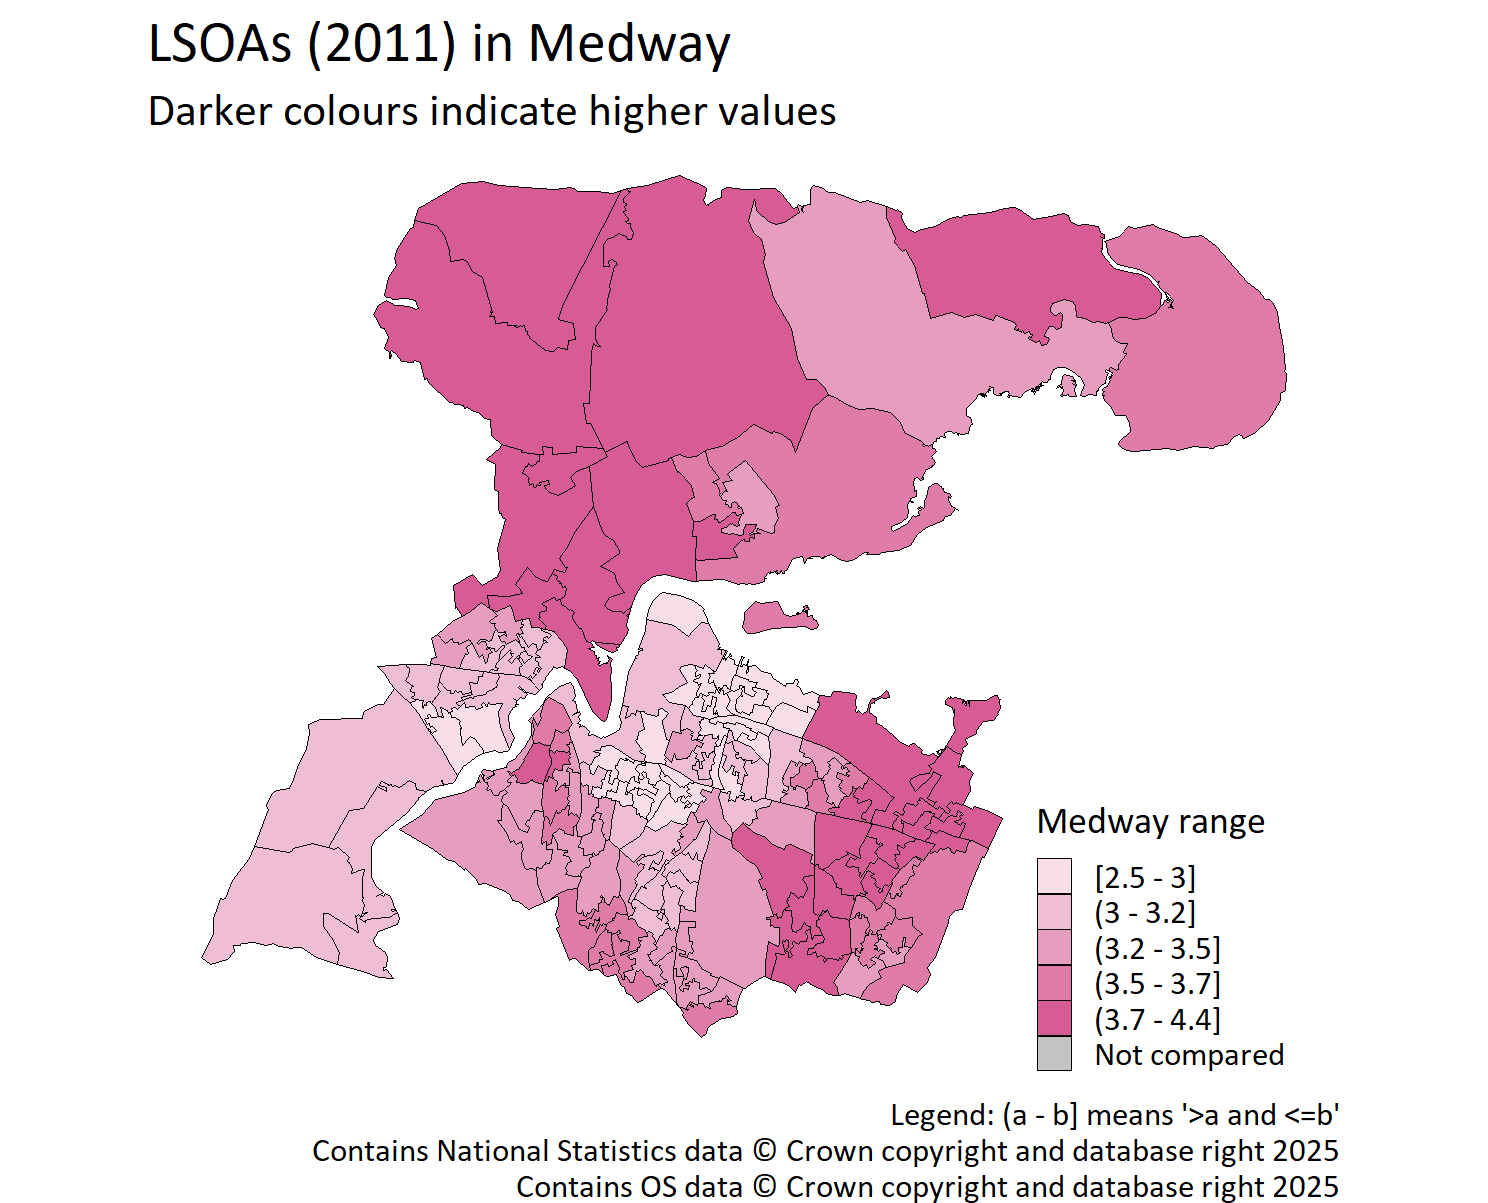 LSOAs (2011) in Medway
Darker colours indicate higher values
Medway range
[2.5 - 3]
(3 - 3.2]
(3.2 - 3.5]
(3.5 - 3.7]
(3.7 - 4.4]
Not compared
Legend: (a - b] means '>a and <=b'
Contains National Statistics data © Crown copyright and database right 2025
Contains OS data © Crown copyright and database right 2025